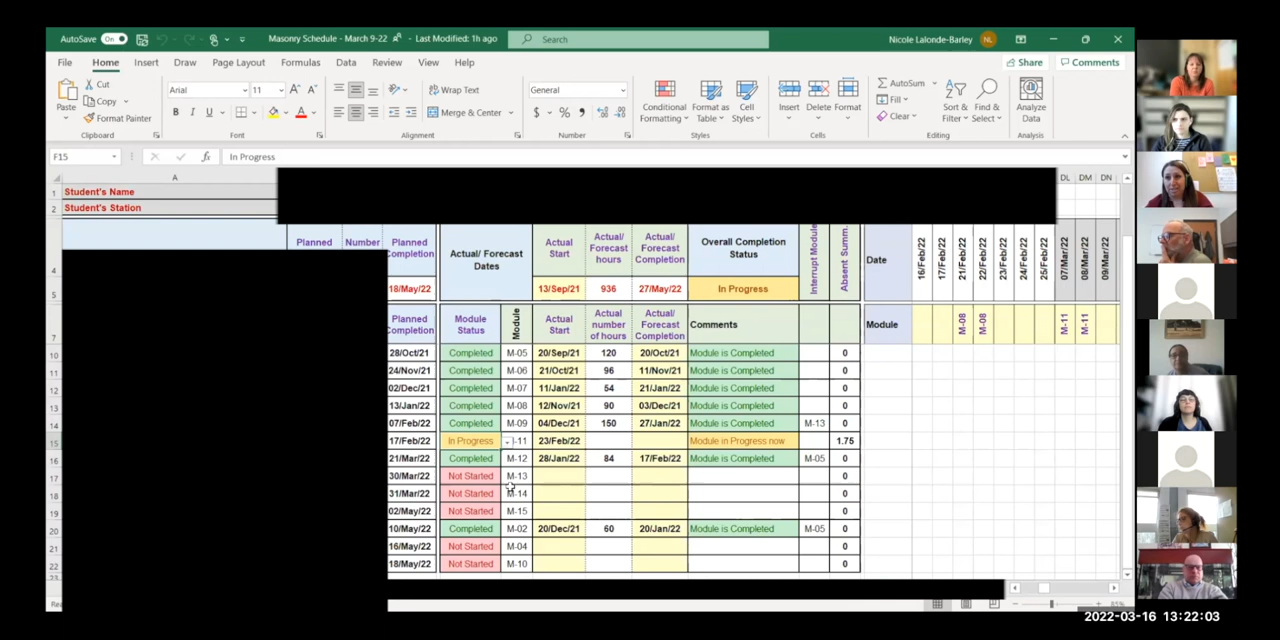 AutoSave On Masonry Schedule - March 9-22 - Last Modified: 1h ago Search Nicole Lalonde-Barley NL
File Home Insert Draw Page Layout Formulas Data Review View Help Share Comments
Paste Cut Copy Format Painter Arial 11 Wrap Text Merge & Center General Conditional Formatting Format as Table Cell Styles Insert Delete Format AutoSum Fill Clear Sort & Filter Find & Select Analyze Data
Clipboard Font Alignment Number Styles Cells Editing Analysis
F15 In Progress
A DL DM DN
1 Student's Name
2 Student's Station
4 Planned Number Planned Completion Actual/ Forecast Dates Actual Start Actual/ Forecast hours Actual/ Forecast Completion Overall Completion Status Interrupt Module Absent Summ. Date 16/Feb/22 17/Feb/22 21/Feb/22 22/Feb/22 23/Feb/22 24/Feb/22 25/Feb/22 07/Mar/22 08/Mar/22 09/Mar/22
5 18/May/22 13/Sep/21 936 27/May/22 In Progress
7 Planned Completion Module Status Module Actual Start Actual number of hours Actual/ Forecast Completion Comments Module M-08 M-08 M-11 M-11
10 28/Oct/21 Completed M-05 20/Sep/21 120 20/Oct/21 Module is Completed 0
11 24/Nov/21 Completed M-06 21/Oct/21 96 11/Nov/21 Module is Completed 0
12 02/Dec/21 Completed M-07 11/Jan/22 54 21/Jan/22 Module is Completed 0
13 13/Jan/22 Completed M-08 12/Nov/21 90 03/Dec/21 Module is Completed 0
14 07/Feb/22 Completed M-09 04/Dec/21 150 27/Jan/22 Module is Completed M-13 0
15 17/Feb/22 In Progress -11 23/Feb/22 Module in Progress now 1.75
16 21/Mar/22 Completed M-12 28/Jan/22 84 17/Feb/22 Module is Completed M-05 0
17 30/Mar/22 Not Started M-13 0
18 31/Mar/22 Not Started M-14 0
19 02/May/22 Not Started M-15 0
20 10/May/22 Completed M-02 20/Dec/21 60 20/Jan/22 Module is Completed M-05 0
21 16/May/22 Not Started M-04 0
22 18/May/22 Not Started M-10 0
23
85%
2022-03-16 13:22:03